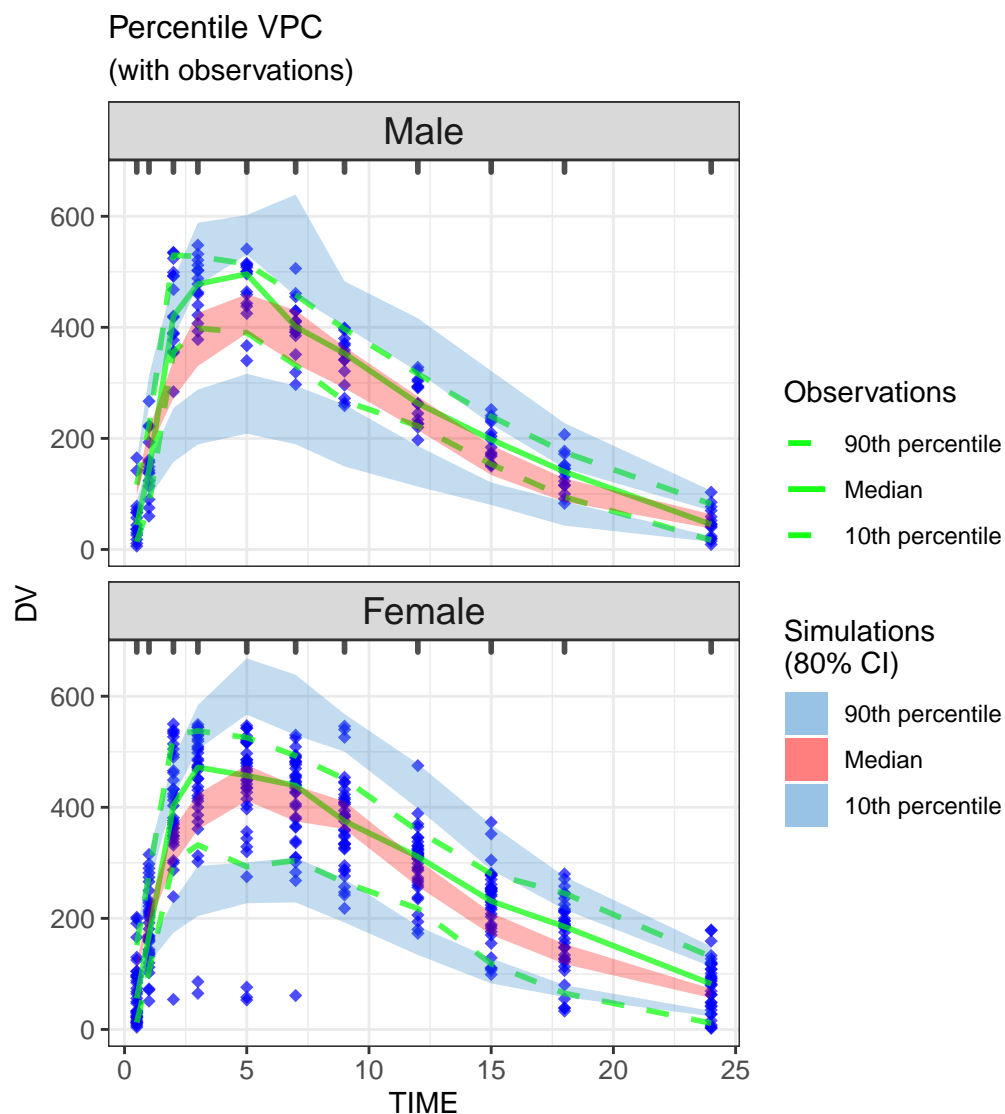 Percentile VPC
(with observations)
Male
600
400
200
0
DV
Female
600
400
200
0
0 5 10 15 20 25
TIME
Observations
90th percentile
Median
10th percentile
Simulations
(80% CI)
90th percentile
Median
10th percentile